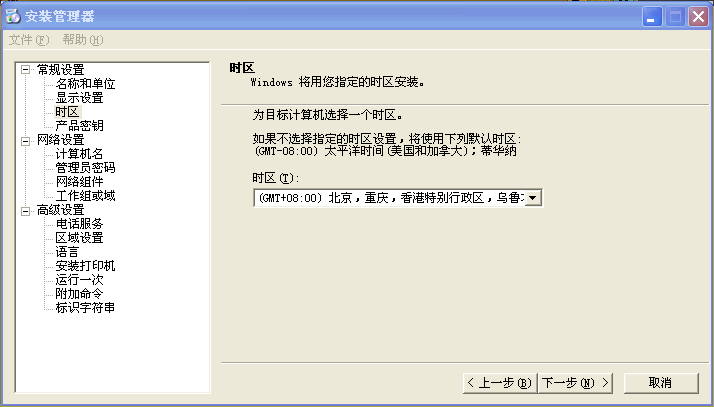 安装管理器
文件(F) 帮助(H)
常规设置
名称和单位
显示设置
时区
产品密钥
网络设置
计算机名
管理员密码
网络组件
工作组或域
高级设置
电话服务
区域设置
语言
安装打印机
运行一次
附加命令
标识字符串
时区
Windows 将用您指定的时区安装。
为目标计算机选择一个时区。
如果不选择指定的时区设置，将使用下列默认时区:
(GMT-08:00) 太平洋时间(美国和加拿大)；蒂华纳
时区(T):
(GMT+08:00) 北京，重庆，香港特别行政区，乌鲁
< 上一步(B) 下一步(N) > 取消